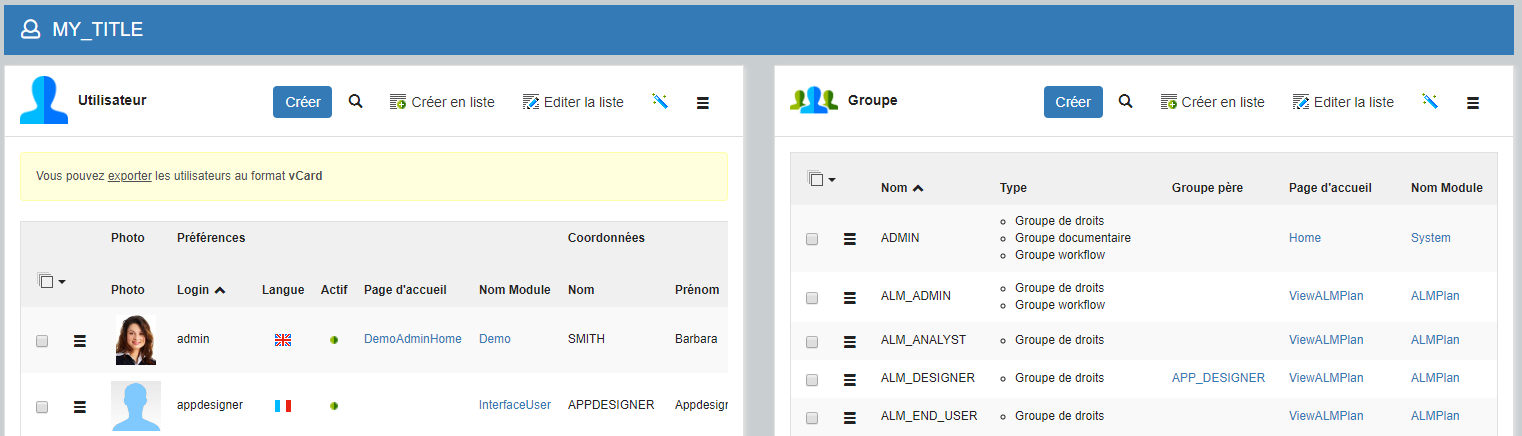 MY_TITLE
Utilisateur Créer Créer en liste Editer la liste
Vous pouvez exporter les utilisateurs au format vCard
Photo Préférences Coordonnées
Photo Login Langue Actif Page d'accueil Nom Module Nom Prénom
admin DemoAdminHome Demo SMITH Barbara
appdesigner InterfaceUser APPDESIGNER Appdesigr
Groupe Créer Créer en liste Editer la liste
Nom Type Groupe père Page d'accueil Nom Module
ADMIN Groupe de droits Home System
Groupe documentaire
Groupe workflow
ALM_ADMIN Groupe de droits ViewALMPlan ALMPlan
Groupe workflow
ALM_ANALYST Groupe de droits ViewALMPlan ALMPlan
ALM_DESIGNER Groupe de droits APP_DESIGNER ViewALMPlan ALMPlan
ALM_END_USER Groupe de droits ViewALMPlan ALMPlan